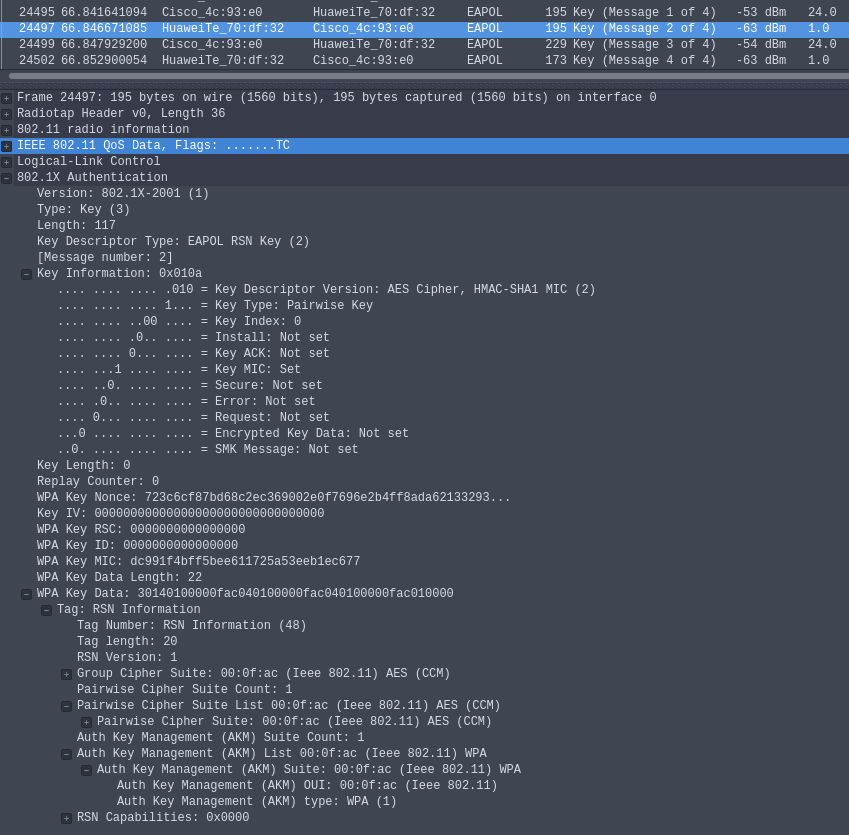 24495 66.841641094 Cisco_4c:93:e0 HuaweiTe_70:df:32 EAPOL 195 Key (Message 1 of 4) -53 dBm 24.0
24497 66.846671085 HuaweiTe_70:df:32 Cisco_4c:93:e0 EAPOL 195 Key (Message 2 of 4) -63 dBm 1.0
24499 66.847929200 Cisco_4c:93:e0 HuaweiTe_70:df:32 EAPOL 229 Key (Message 3 of 4) -54 dBm 24.0
24502 66.852900054 HuaweiTe_70:df:32 Cisco_4c:93:e0 EAPOL 173 Key (Message 4 of 4) -63 dBm 1.0
Frame 24497: 195 bytes on wire (1560 bits), 195 bytes captured (1560 bits) on interface 0
Radiotap Header v0, Length 36
802.11 radio information
IEEE 802.11 QoS Data, Flags: .......TC
Logical-Link Control
802.1X Authentication
Version: 802.1X-2001 (1)
Type: Key (3)
Length: 117
Key Descriptor Type: EAPOL RSN Key (2)
[Message number: 2]
Key Information: 0x010a
.... .... .... .010 = Key Descriptor Version: AES Cipher, HMAC-SHA1 MIC (2)
.... .... .... 1... = Key Type: Pairwise Key
.... .... ..00 .... = Key Index: 0
.... .... .0.. .... = Install: Not set
.... .... 0... .... = Key ACK: Not set
.... ...1 .... .... = Key MIC: Set
.... ..0. .... .... = Secure: Not set
.... .0.. .... .... = Error: Not set
.... 0... .... .... = Request: Not set
...0 .... .... .... = Encrypted Key Data: Not set
..0. .... .... .... = SMK Message: Not set
Key Length: 0
Replay Counter: 0
WPA Key Nonce: 723c6cf87bd68c2ec369002e0f7696e2b4ff8ada62133293...
Key IV: 00000000000000000000000000000000
WPA Key RSC: 0000000000000000
WPA Key ID: 0000000000000000
WPA Key MIC: dc991f4bff5bee611725a53eeb1ec677
WPA Key Data Length: 22
WPA Key Data: 30140100000fac040100000fac040100000fac010000
Tag: RSN Information
Tag Number: RSN Information (48)
Tag length: 20
RSN Version: 1
Group Cipher Suite: 00:0f:ac (Ieee 802.11) AES (CCM)
Pairwise Cipher Suite Count: 1
Pairwise Cipher Suite List 00:0f:ac (Ieee 802.11) AES (CCM)
Pairwise Cipher Suite: 00:0f:ac (Ieee 802.11) AES (CCM)
Auth Key Management (AKM) Suite Count: 1
Auth Key Management (AKM) List 00:0f:ac (Ieee 802.11) WPA
Auth Key Management (AKM) Suite: 00:0f:ac (Ieee 802.11) WPA
Auth Key Management (AKM) OUI: 00:0f:ac (Ieee 802.11)
Auth Key Management (AKM) type: WPA (1)
RSN Capabilities: 0x0000